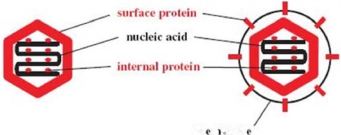 surface protein
nucleic acid
internal protein